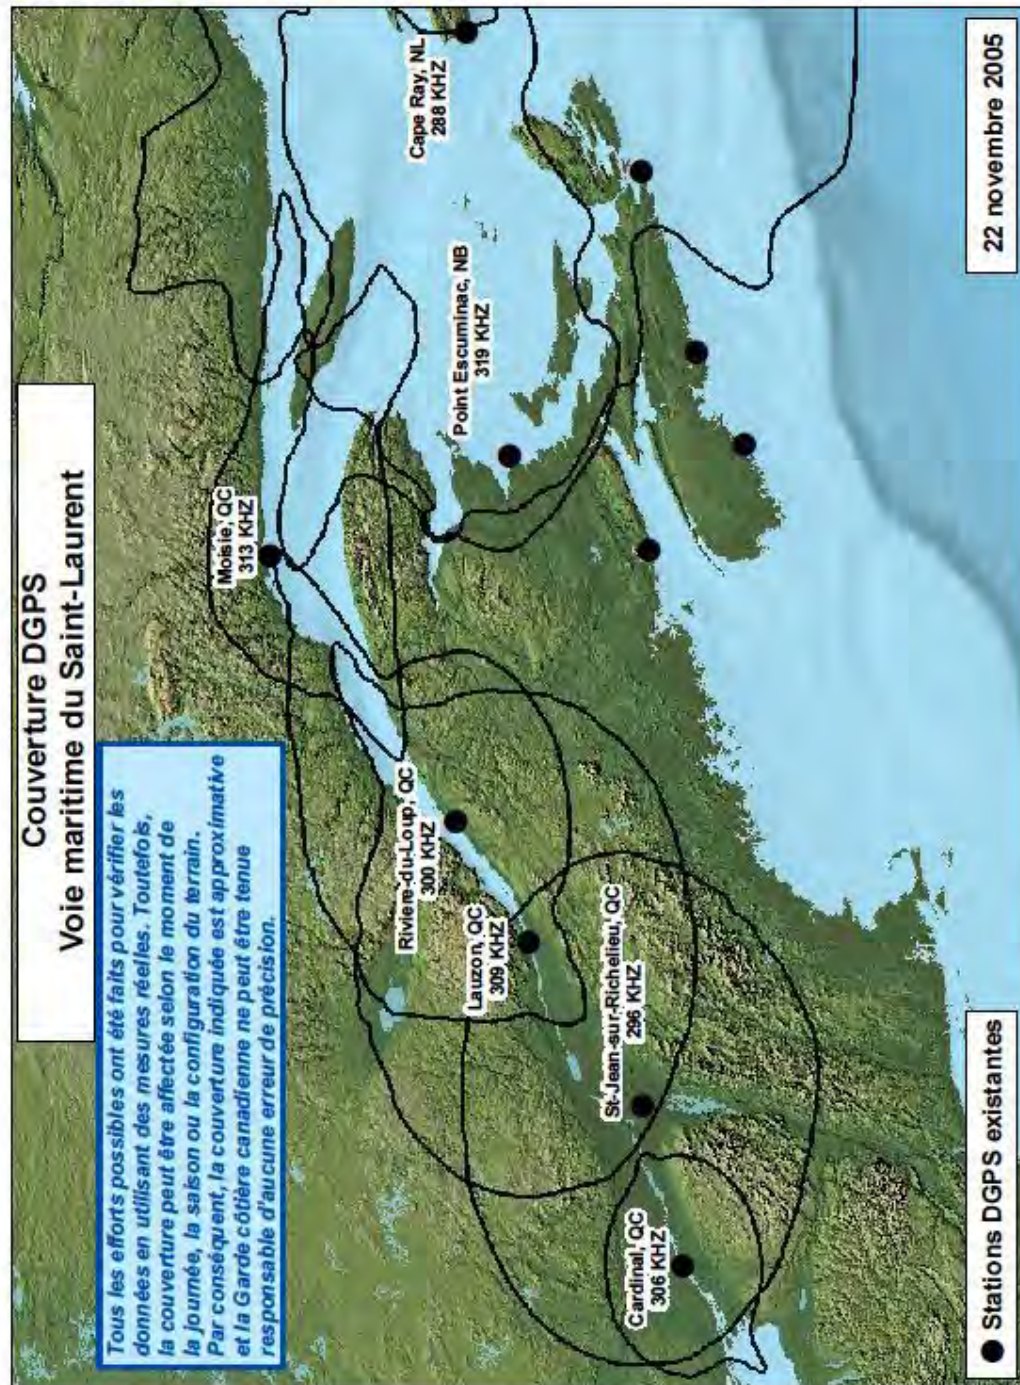 Couverture DGPS
Voie maritime du Saint-Laurent
Tous les efforts possibles ont été faits pour vérifier les
données en utilisant des mesures réelles. Toutefois,
la couverture peut être affectée selon le moment de
la journée, la saison ou la configuration du terrain.
Par conséquent, la couverture indiquée est approximative
et la Garde côtière canadienne ne peut être tenue
responsable d'aucune erreur de précision.
Moisie, QC
313 KHZ
Cape Ray, NL
288 KHZ
Point Escuminac, NB
319 KHZ
Rivière-du-Loup, QC
300 KHZ
Lauzon, QC
309 KHZ
St-Jean-sur-Richelieu, QC
296 KHZ
Cardinal, QC
306 KHZ
Stations DGPS existantes
22 novembre 2005